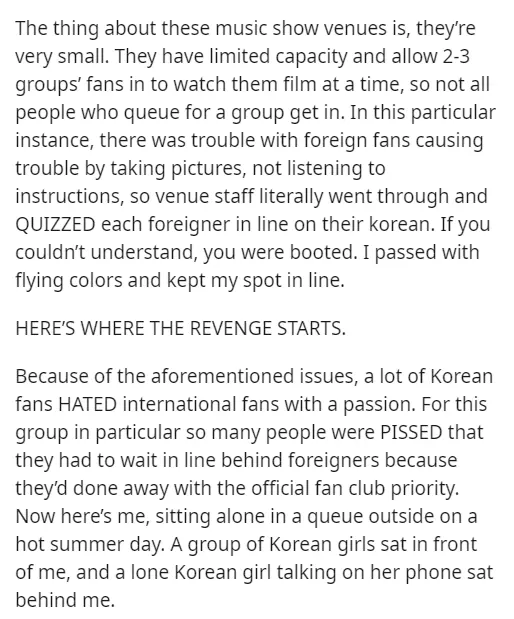 The thing about these music show venues is, they’re
very small. They have limited capacity and allow 2-3
groups’ fans in to watch them film at a time, so not all
people who queue for a group get in. In this particular
instance, there was trouble with foreign fans causing
trouble by taking pictures, not listening to
instructions, so venue staff literally went through and
QUIZZED each foreigner in line on their korean. If you
couldn’t understand, you were booted. I passed with
flying colors and kept my spot in line.
HERE’S WHERE THE REVENGE STARTS.
Because of the aforementioned issues, a lot of Korean
fans HATED international fans with a passion. For this
group in particular so many people were PISSED that
they had to wait in line behind foreigners because
they’d done away with the official fan club priority.
Now here’s me, sitting alone in a queue outside on a
hot summer day. A group of Korean girls sat in front
of me, and a lone Korean girl talking on her phone sat
behind me.